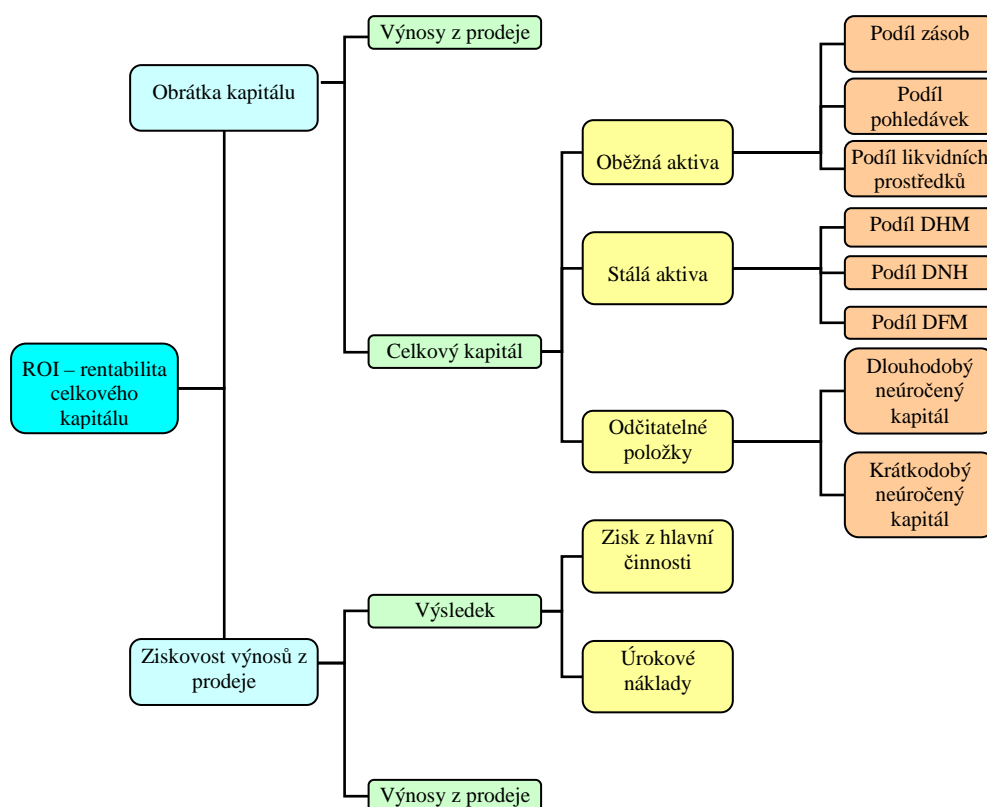 Výnosy z prodeje
Podíl zásob
Obrátka kapitálu
Podíl
pohledávek
Oběžná aktiva
Podíl likvidních
prostředků
Podíl DHM
Stálá aktiva
Podíl DNH
Podíl DFM
Celkový kapitál
ROI – rentabilita
celkového
kapitálu
Dlouhodobý
neúročený
kapitál
Odčitatelné
položky
Krátkodobý
neúročený
kapitál
Zisk z hlavní
činnosti
Výsledek
Ziskovost výnosů z
prodeje
Úrokové
náklady
Výnosy z prodeje